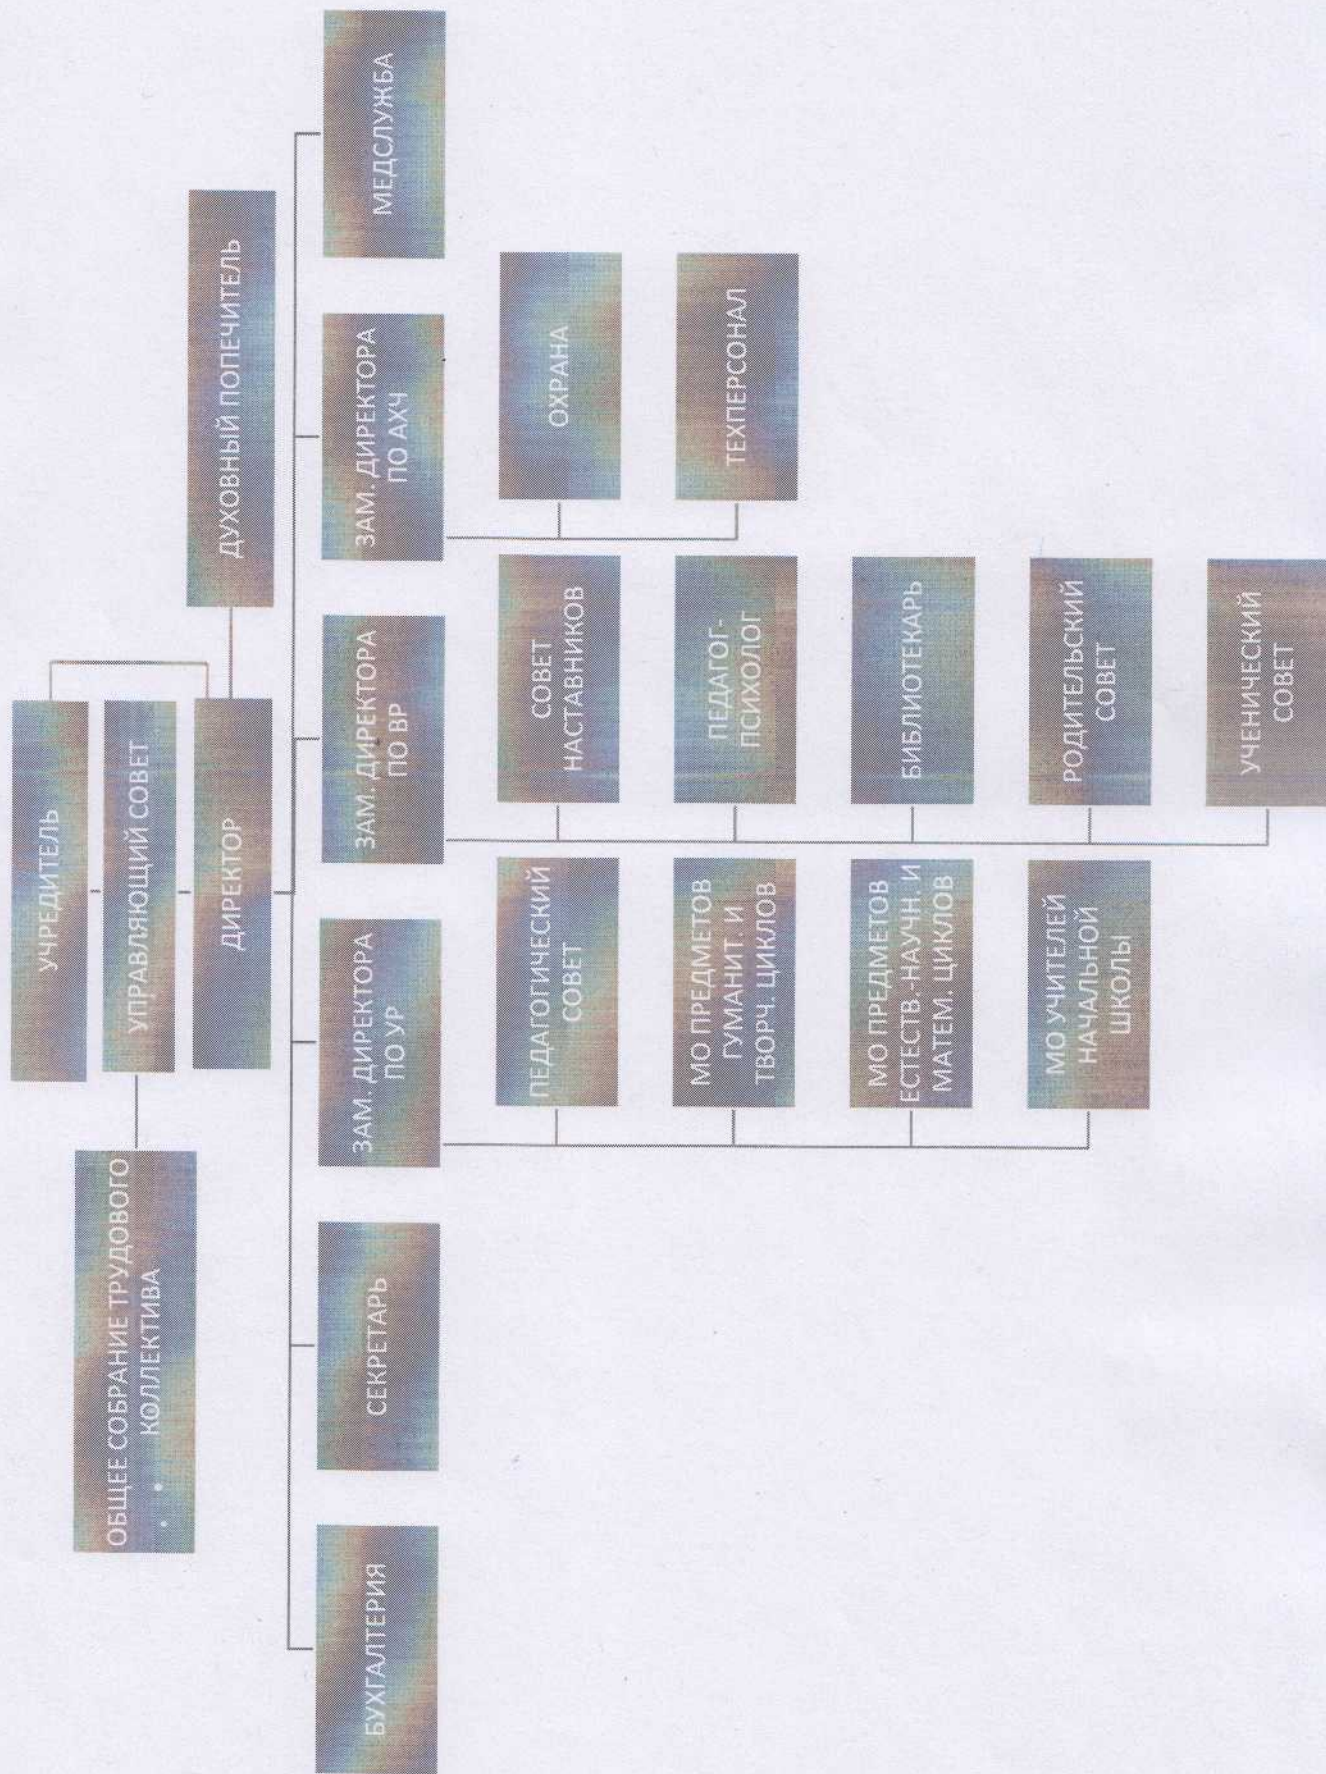 УЧРЕДИТЕЛЬ
ОБЩЕЕ СОБРАНИЕ ТРУДОВОГО
• • КОЛЛЕКТИВА
УПРАВЛЯЮЩИЙ СОВЕТ
ДИРЕКТОР
ДУХОВНЫЙ ПОПЕЧИТЕЛЬ
БУХГАЛТЕРИЯ
СЕКРЕТАРЬ
ЗАМ. ДИРЕКТОРА
ПО УР
ПЕДАГОГИЧЕСКИЙ
СОВЕТ
МО ПРЕДМЕТОВ
ГУМАНИТ. И
ТВОРЧ. ЦИКЛОВ
МО ПРЕДМЕТОВ
ЕСТЕСТВ.-НАУЧН. И
МАТЕМ. ЦИКЛОВ
МО УЧИТЕЛЕЙ
НАЧАЛЬНОЙ
ШКОЛЫ
ЗАМ. ДИРЕКТОРА
ПО ВР
СОВЕТ
НАСТАВНИКОВ
ПЕДАГОГ-
ПСИХОЛОГ
БИБЛИОТЕКАРЬ
РОДИТЕЛЬСКИЙ
СОВЕТ
УЧЕНИЧЕСКИЙ
СОВЕТ
ЗАМ. ДИРЕКТОРА
ПО АХЧ
ОХРАНА
ТЕХПЕРСОНАЛ
МЕДСЛУЖБА